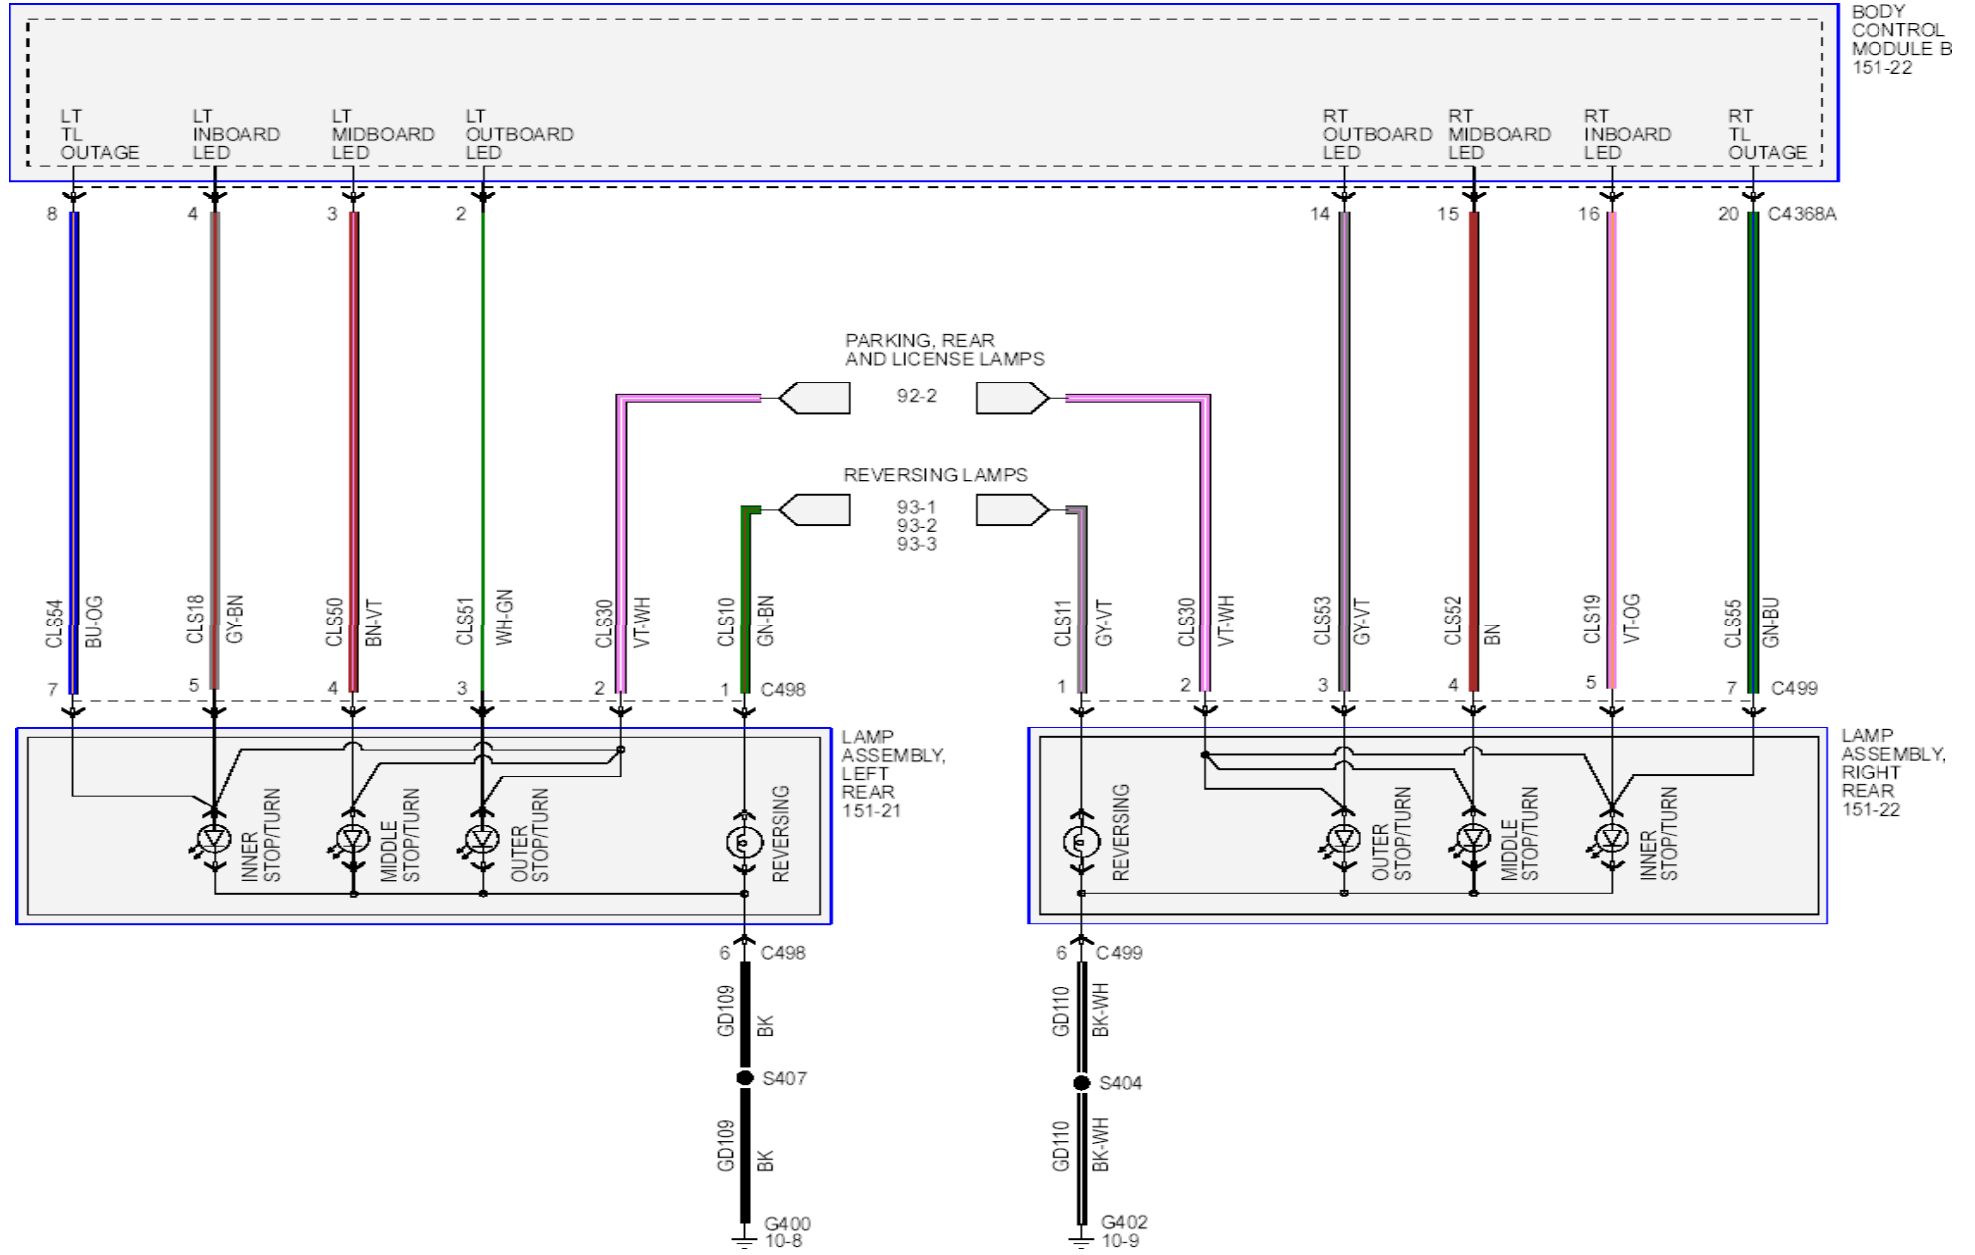 BODY
CONTROL
MODULE B
151-22
LT
TL
OUTAGE
LT
INBOARD
LED
LT
MIDBOARD
LED
LT
OUTBOARD
LED
RT
OUTBOARD
LED
RT
MIDBOARD
LED
RT
INBOARD
LED
RT
TL
OUTAGE
8
4
3
2
14
15
16
20
C4368A
PARKING, REAR
AND LICENSE LAMPS
92-2
REVERSING LAMPS
93-1
93-2
93-3
CLS54
BU-OG
CLS18
GY-BN
CLS50
BN-VT
CLS51
WH-GN
CLS30
VT-WH
CLS10
GN-BN
CLS11
GY-VT
CLS30
VT-WH
CLS53
GY-VT
CLS52
BN
CLS19
VT-OG
CLS55
GN-BU
7
5
4
3
2
1
C498
1
2
3
4
5
7
C499
LAMP
ASSEMBLY,
LEFT
REAR
151-21
LAMP
ASSEMBLY,
RIGHT
REAR
151-22
INNER
STOP/TURN
MIDDLE
STOP/TURN
OUTER
STOP/TURN
REVERSING
REVERSING
OUTER
STOP/TURN
MIDDLE
STOP/TURN
INNER
STOP/TURN
6
C498
6
C499
GD109
BK
GD110
BK-WH
S407
S404
GD109
BK
GD110
BK-WH
G400
10-8
G402
10-9